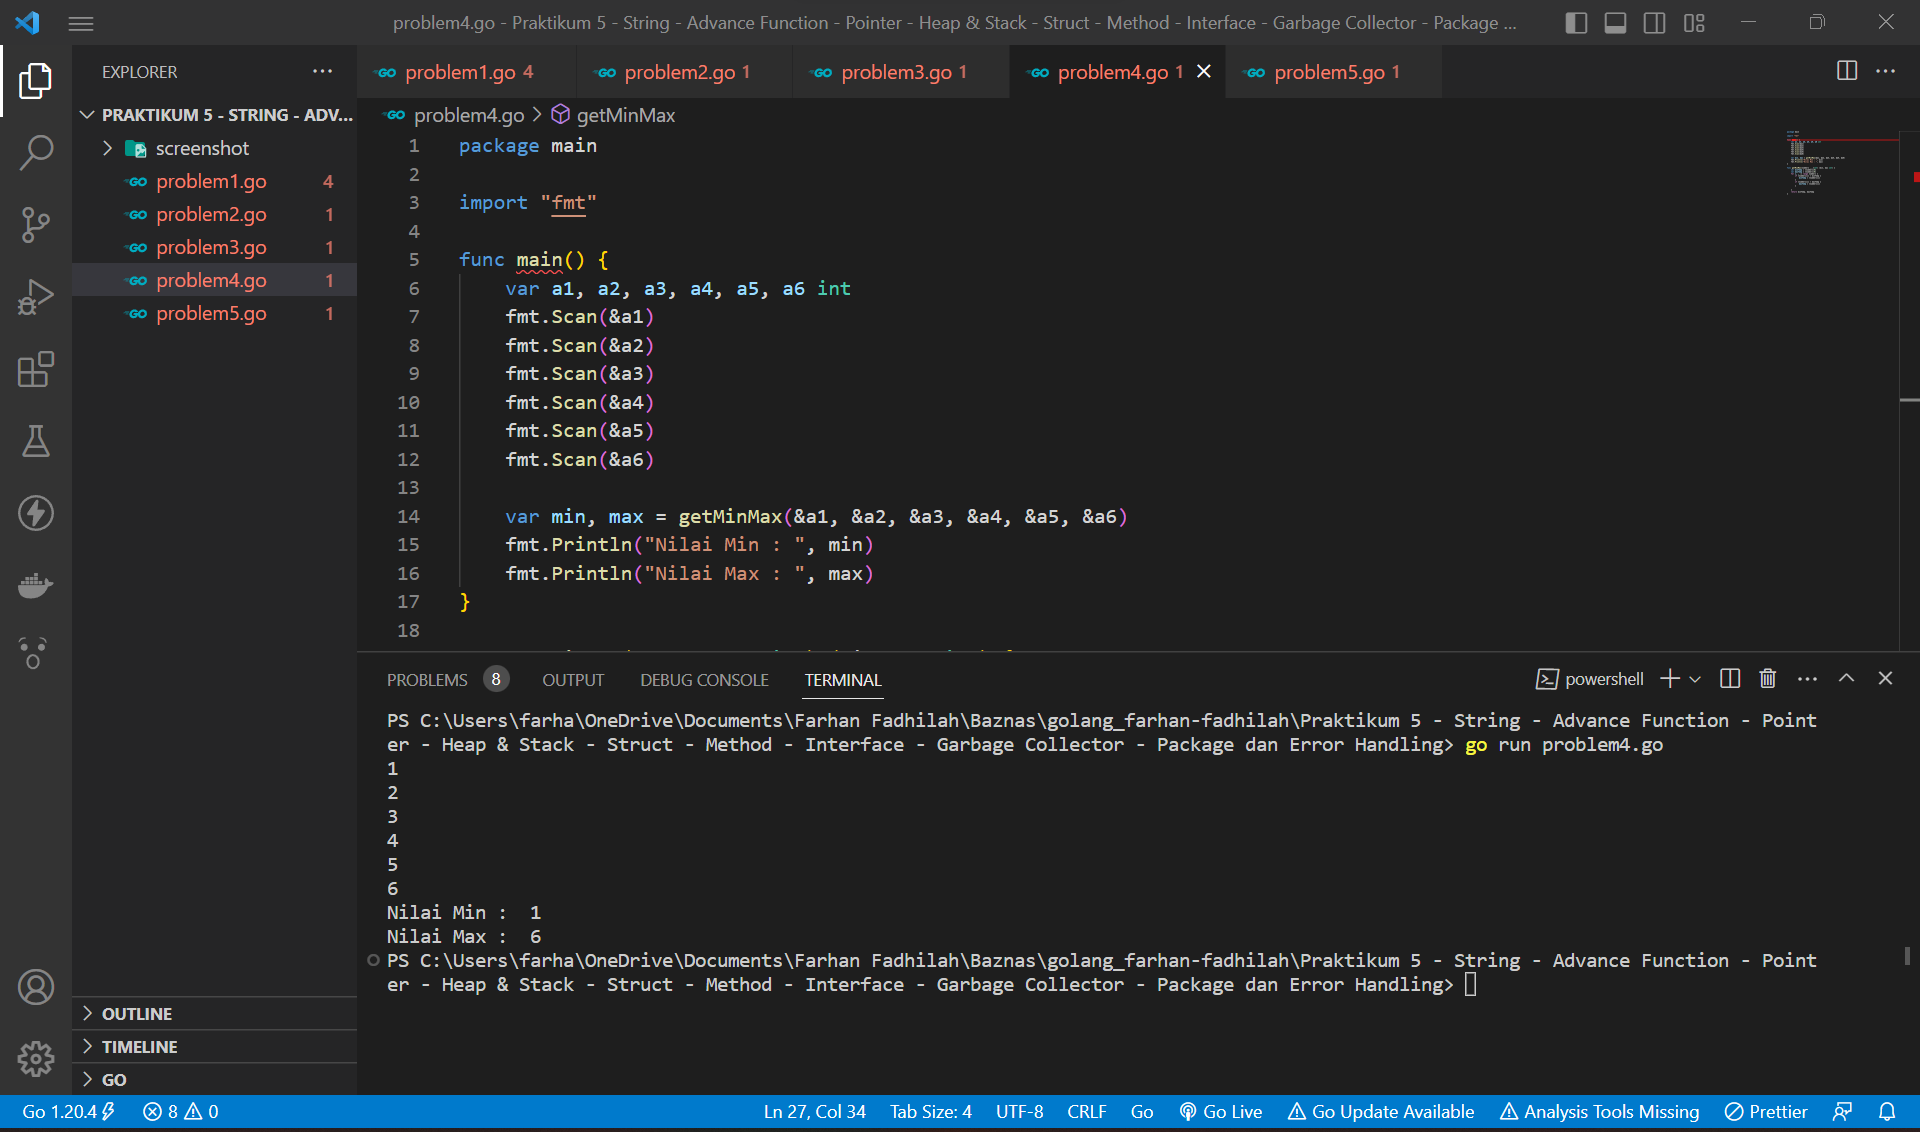 problem4.go - Praktikum 5 - String - Advance Function - Pointer - Heap & Stack - Struct - Method - Interface - Garbage Collector - Package ...
EXPLORER
problem1.go 4
problem2.go 1
problem3.go 1
problem4.go 1
problem5.go 1
PRAKTIKUM 5 - STRING - ADV...
screenshot
problem1.go 4
problem2.go 1
problem3.go 1
problem4.go 1
problem5.go 1
problem4.go > getMinMax
1 package main
2
3 import "fmt"
4
5 func main() {
6 var a1, a2, a3, a4, a5, a6 int
7 fmt.Scan(&a1)
8 fmt.Scan(&a2)
9 fmt.Scan(&a3)
10 fmt.Scan(&a4)
11 fmt.Scan(&a5)
12 fmt.Scan(&a6)
13
14 var min, max = getMinMax(&a1, &a2, &a3, &a4, &a5, &a6)
15 fmt.Println("Nilai Min : ", min)
16 fmt.Println("Nilai Max : ", max)
17 }
18
PROBLEMS 8 OUTPUT DEBUG CONSOLE TERMINAL
powershell
PS C:\Users\farha\OneDrive\Documents\Farhan Fadhilah\Baznas\golang_farhan-fadhilah\Praktikum 5 - String - Advance Function - Point
er - Heap & Stack - Struct - Method - Interface - Garbage Collector - Package dan Error Handling> go run problem4.go
1
2
3
4
5
6
Nilai Min :  1
Nilai Max :  6
PS C:\Users\farha\OneDrive\Documents\Farhan Fadhilah\Baznas\golang_farhan-fadhilah\Praktikum 5 - String - Advance Function - Point
er - Heap & Stack - Struct - Method - Interface - Garbage Collector - Package dan Error Handling>
OUTLINE
TIMELINE
GO
Go 1.20.4 8 0 Ln 27, Col 34 Tab Size: 4 UTF-8 CRLF Go Go Live Go Update Available Analysis Tools Missing Prettier